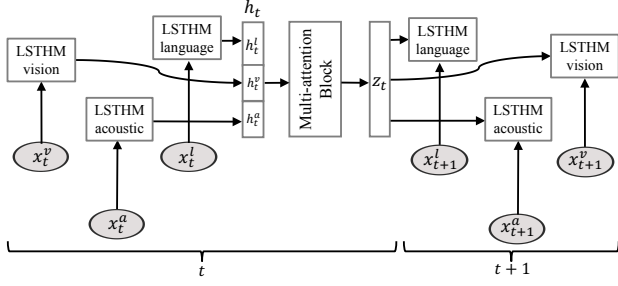 h_t
LSTHM
language
LSTHM
vision
h_t^l
h_t^v
h_t^a
Multi-attention
Block
z_t
LSTHM
language
LSTHM
vision
LSTHM
acoustic
LSTHM
acoustic
x_t^v
x_t^l
x_{t+1}^l
x_{t+1}^v
x_t^a
x_{t+1}^a
t
t + 1